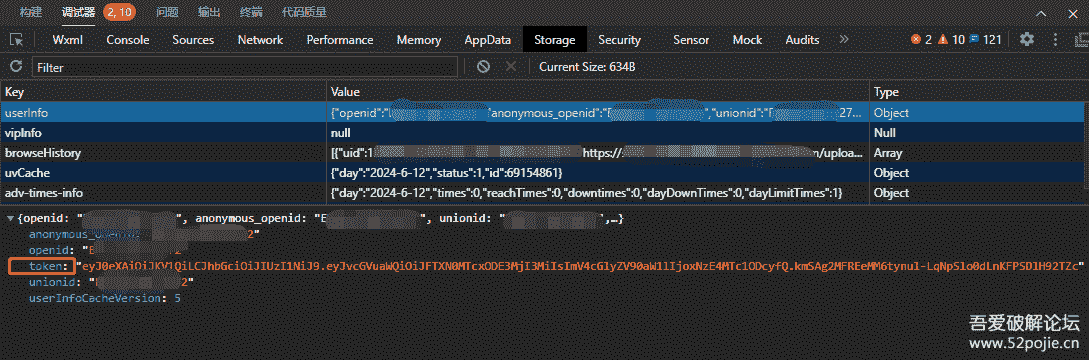 构建 调试器 2, 10 问题 输出 终端 代码质量
Wxml Console Sources Network Performance Memory AppData Storage Security Sensor Mock Audits » 2 10 121
Filter Current Size: 634B
Key Value Type
userInfo {"openid":" anonymous_openid":"E ","unionid":" 27... Object
vipInfo null Null
browseHistory [{"uid":1 https:// n/uploa... Array
uvCache {"day":"2024-6-12","status":1,"id":69154861} Object
adv-times-info {"day":"2024-6-12","times":0,"reachTimes":0,"downtimes":0,"dayDownTimes":0,"dayLimitTimes":1} Object
{openid: " ", anonymous_openid: "E ", unionid: " ",…}
2"
openid: " 2
token:
unionid: " 2"
userInfoCacheVersion: 5
吾爱破解论坛
www.52pojie.cn